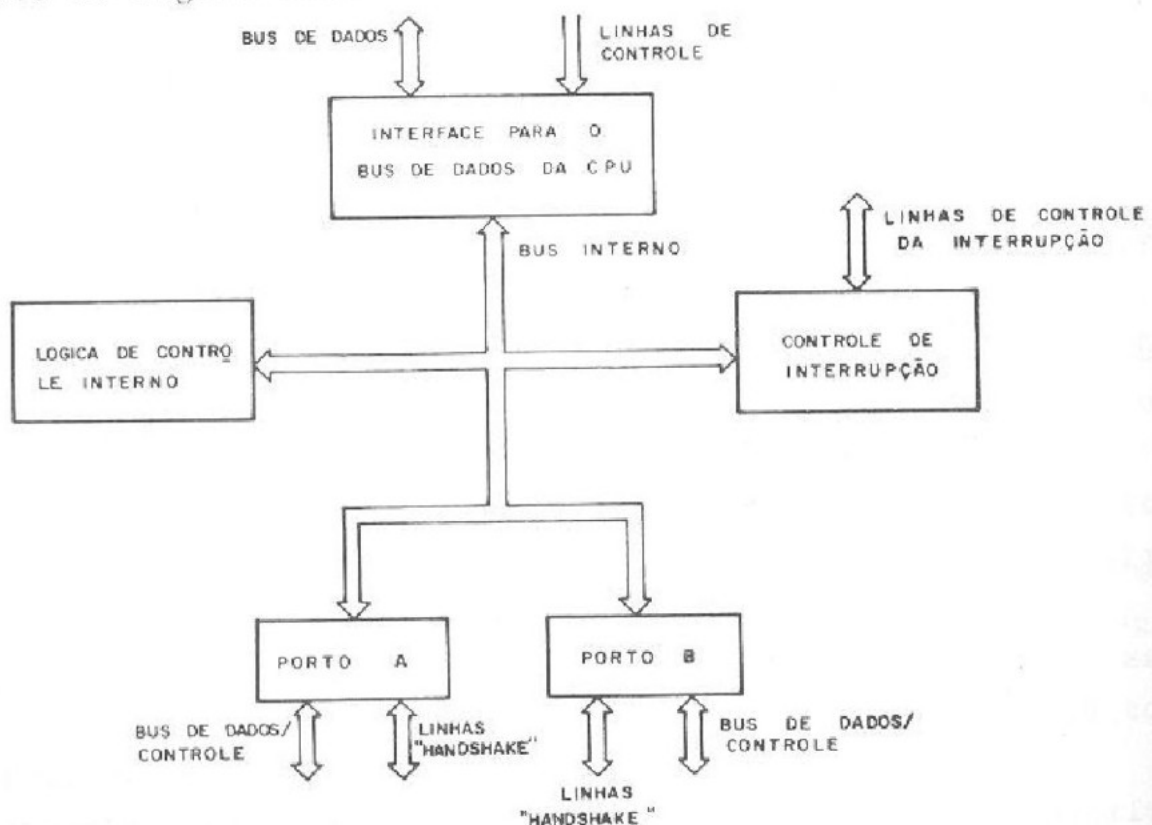 BUS DE DADOS
LINHAS DE
CONTROLE
INTERFACE PARA O
BUS DE DADOS DA CPU
BUS INTERNO
LINHAS DE CONTROLE
DA INTERRUPÇÃO
LOGICA DE CONTRO
LE INTERNO
CONTROLE DE
INTERRUPÇÃO
PORTO A
PORTO B
BUS DE DADOS/
CONTROLE
LINHAS
"HANDSHAKE"
LINHAS
"HANDSHAKE"
BUS DE DADOS/
CONTROLE